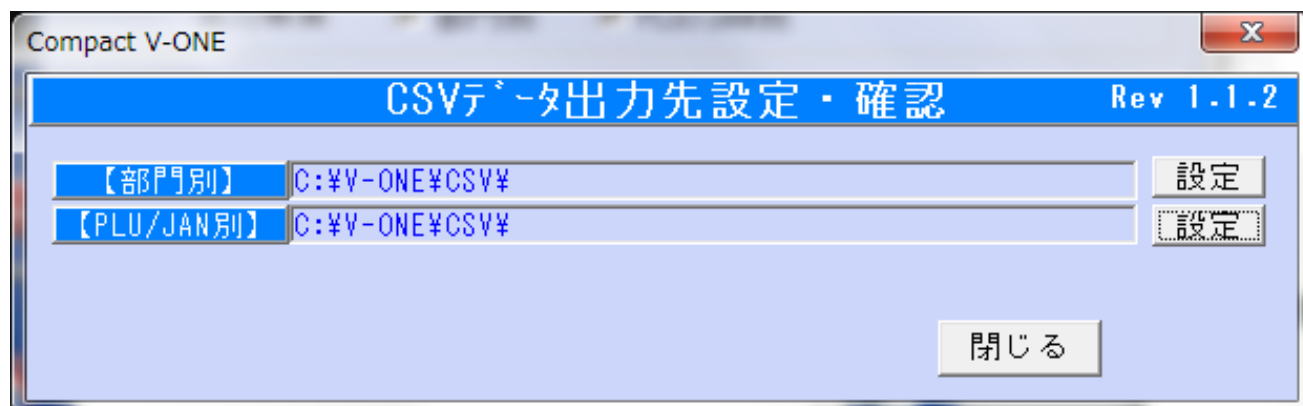 Compact V-ONE
CSVﾃﾞｰﾀ出力先設定・確認 Rev 1.1.2
【部門別】 C:¥V-ONE¥CSV¥ 設定
【PLU/JAN別】 C:¥V-ONE¥CSV¥ 設定
閉じる